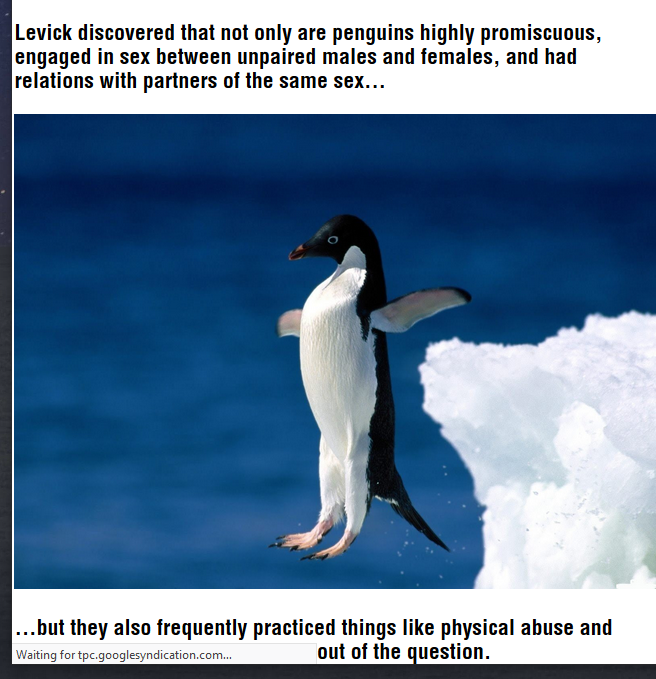 Levick discovered that not only are penguins highly promiscuous,
engaged in sex between unpaired males and females, and had
relations with partners of the same sex...
...but they also frequently practiced things like physical abuse and
Waiting for tpc.googlesyndication.com...
out of the question.